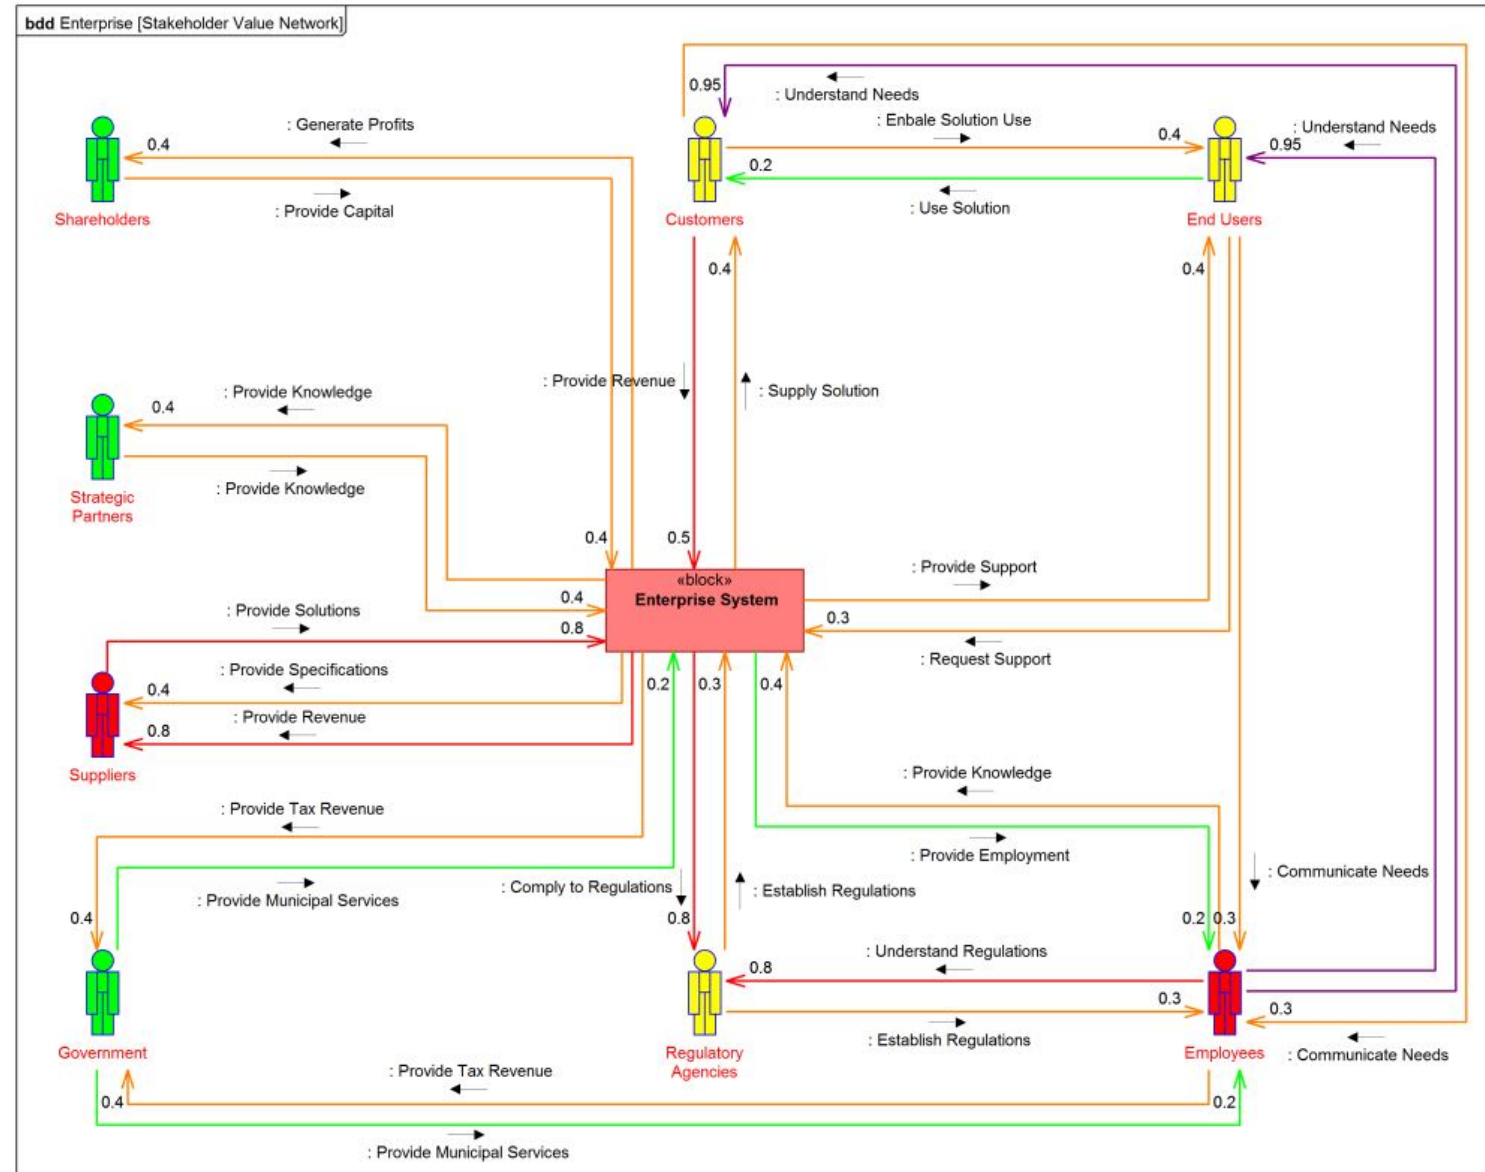 bdd Enterprise [Stakeholder Value Network]
0.95
: Understand Needs
: Generate Profits
0.4
: Enbale Solution Use
0.4
: Understand Needs
0.95
0.2
: Provide Capital
: Use Solution
Shareholders
Customers
End Users
0.4
0.4
: Provide Revenue
: Supply Solution
: Provide Knowledge
0.4
: Provide Knowledge
Strategic
Partners
0.4
0.5
«block»
Enterprise System
: Provide Support
0.4
: Provide Solutions
0.8
0.3
: Request Support
: Provide Specifications
0.4
0.2
0.3
0.4
: Provide Revenue
0.8
Suppliers
: Provide Knowledge
: Provide Tax Revenue
: Provide Employment
: Communicate Needs
: Comply to Regulations
: Establish Regulations
: Provide Municipal Services
0.4
0.8
0.2
0.3
: Understand Regulations
0.8
0.3
0.3
: Establish Regulations
Government
Regulatory
Agencies
Employees
: Communicate Needs
: Provide Tax Revenue
0.4
0.2
: Provide Municipal Services